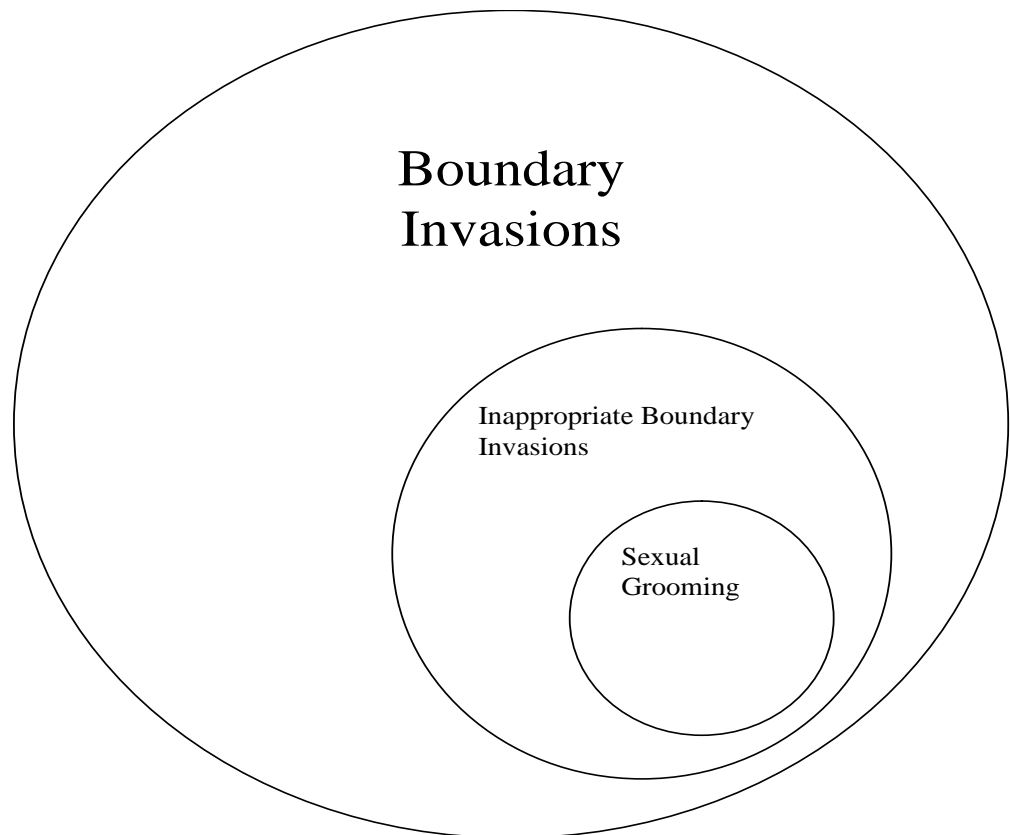 Boundary
Invasions
Inappropriate Boundary
Invasions
Sexual
Grooming